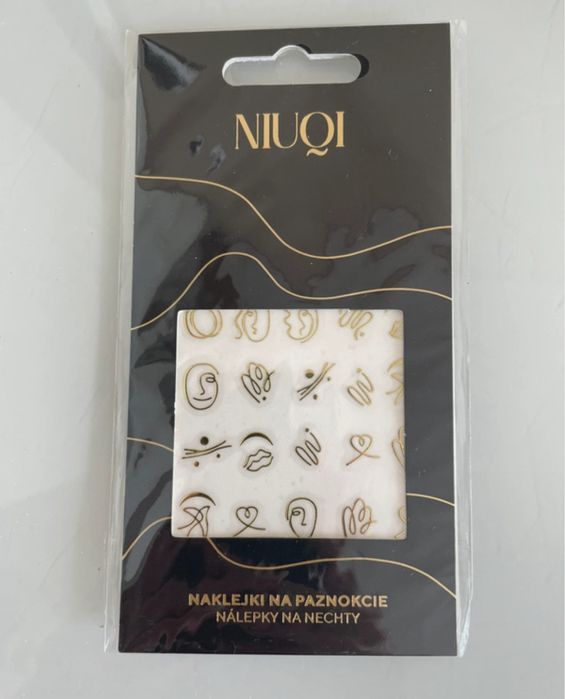 NIUQI
NAKLEJKI NA PAZNOKCIE
NÁLEPKY NA NECHTY